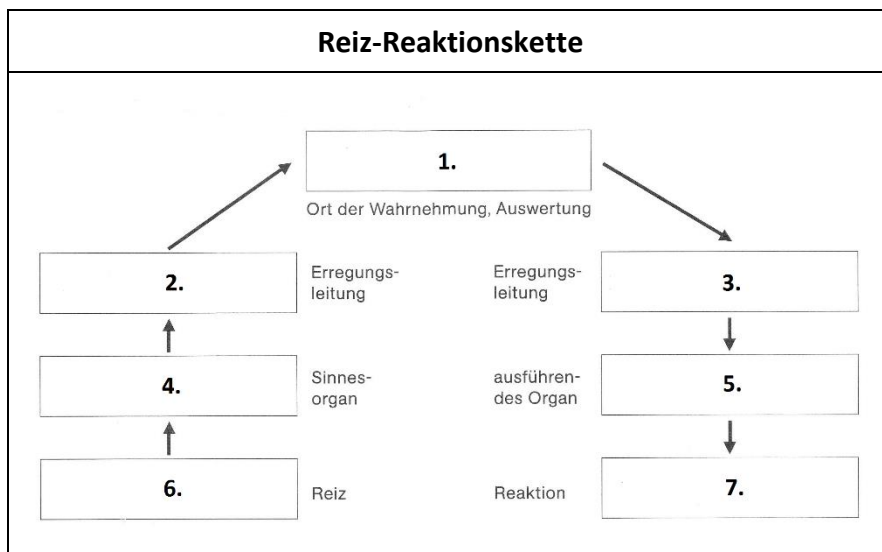 Reiz-Reaktionskette
1.
Ort der Wahrnehmung, Auswertung
2.
Erregungs-
leitung
Erregungs-
leitung
3.
4.
Sinnes-
organ
ausführen-
des Organ
5.
6.
Reiz
Reaktion
7.